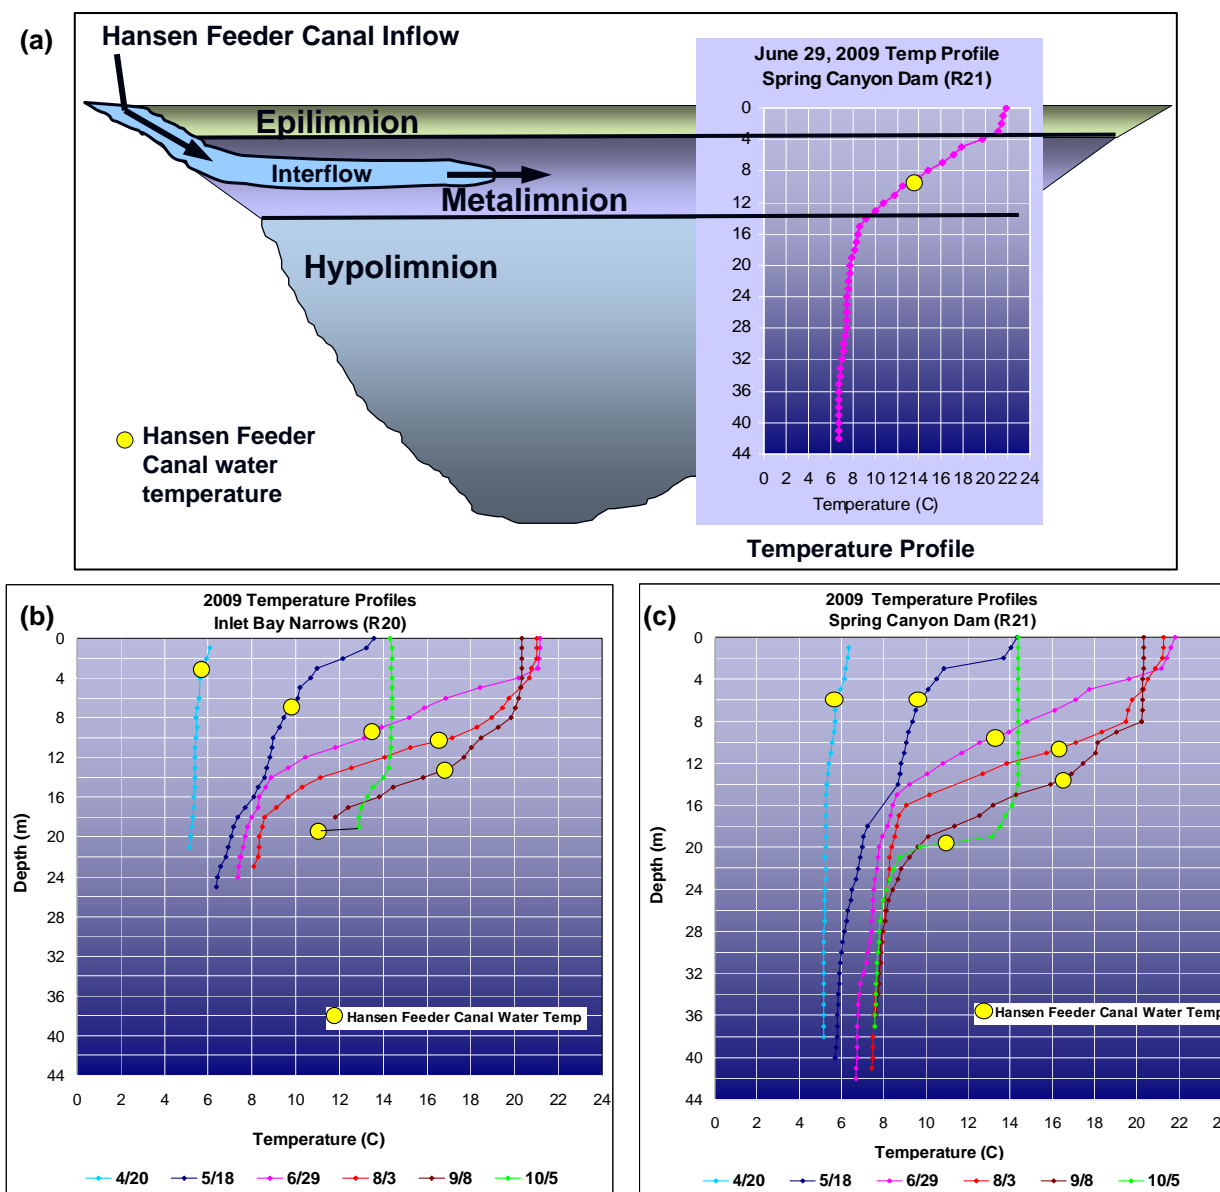 (a)
Hansen Feeder Canal Inflow
June 29, 2009 Temp Profile
Spring Canyon Dam (R21)
Epilimnion
Interflow
Metalimnion
Hypolimnion
0
4
8
12
16
20
24
28
32
36
40
44
0 2 4 6 8 10 12 14 16 18 20 22 24
Temperature (C)
Hansen Feeder
Canal water
temperature
Temperature Profile
(b)
2009 Temperature Profiles
Inlet Bay Narrows (R20)
0
4
8
12
16
20
24
28
32
36
40
44
Depth (m)
Hansen Feeder Canal Water Temp
0 2 4 6 8 10 12 14 16 18 20 22 24
Temperature (C)
4/20 5/18 6/29 8/3 9/8 10/5
(c)
2009 Temperature Profiles
Spring Canyon Dam (R21)
0
4
8
12
16
20
24
28
32
36
40
44
Depth (m)
Hansen Feeder Canal Water Temp
0 2 4 6 8 10 12 14 16 18 20 22 2
Temperature (C)
4/20 5/18 6/29 8/3 9/8 10/5